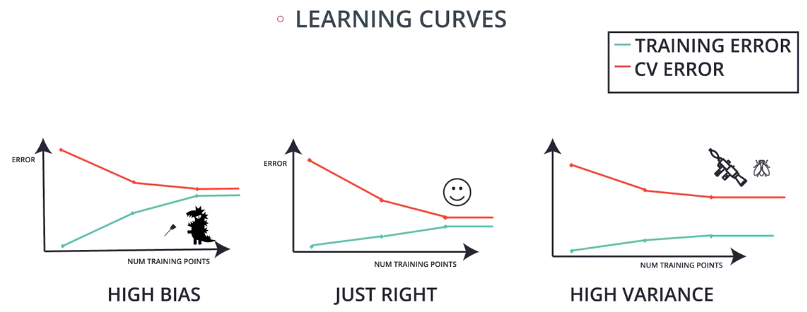 LEARNING CURVES
TRAINING ERROR
CV ERROR
ERROR
NUM TRAINING POINTS
HIGH BIAS
ERROR
NUM TRAINING POINTS
JUST RIGHT
NUM TRAINING POINTS
HIGH VARIANCE